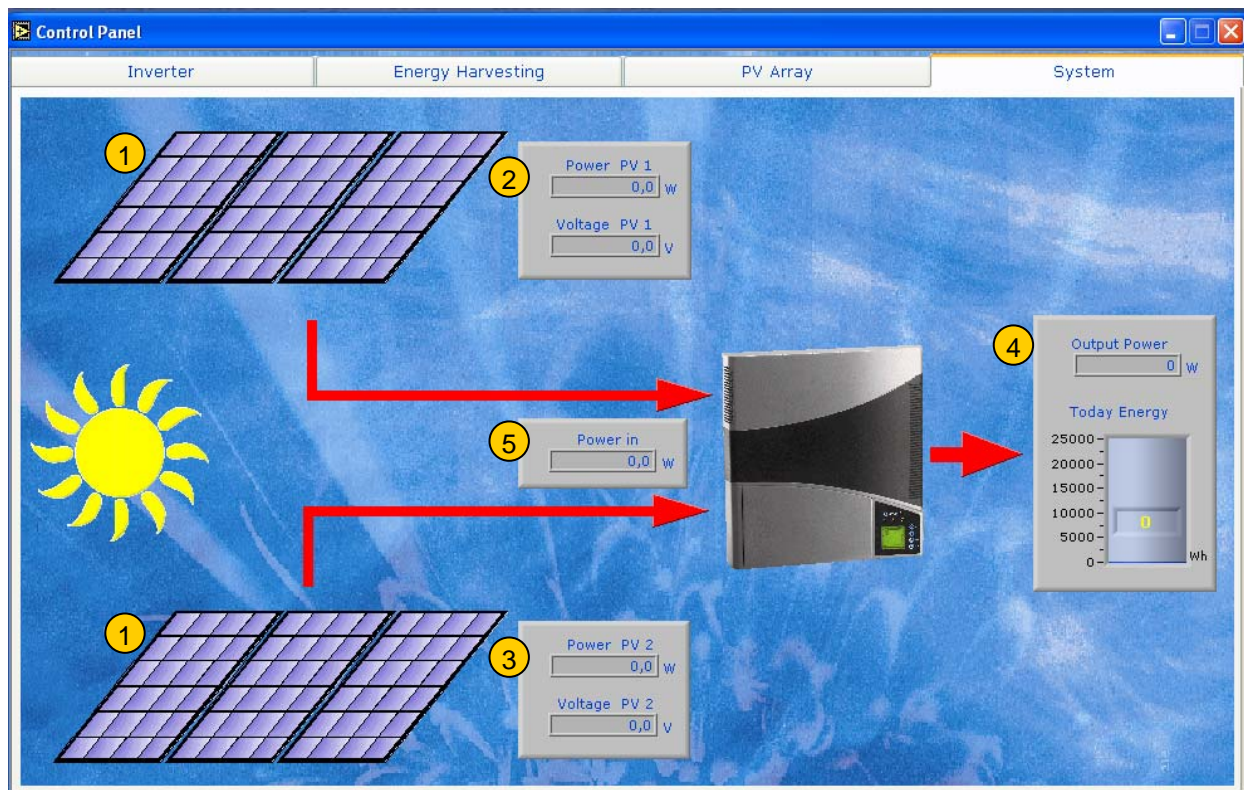 Control Panel
Inverter
Energy Harvesting
PV Array
System
1
2
Power PV 1
0,0 W
Voltage PV 1
0,0 V
4
Output Power
0 W
Today Energy
25000
20000
15000
10000
5000
0
0
Wh
5
Power in
0,0 W
1
3
Power PV 2
0,0 W
Voltage PV 2
0,0 V